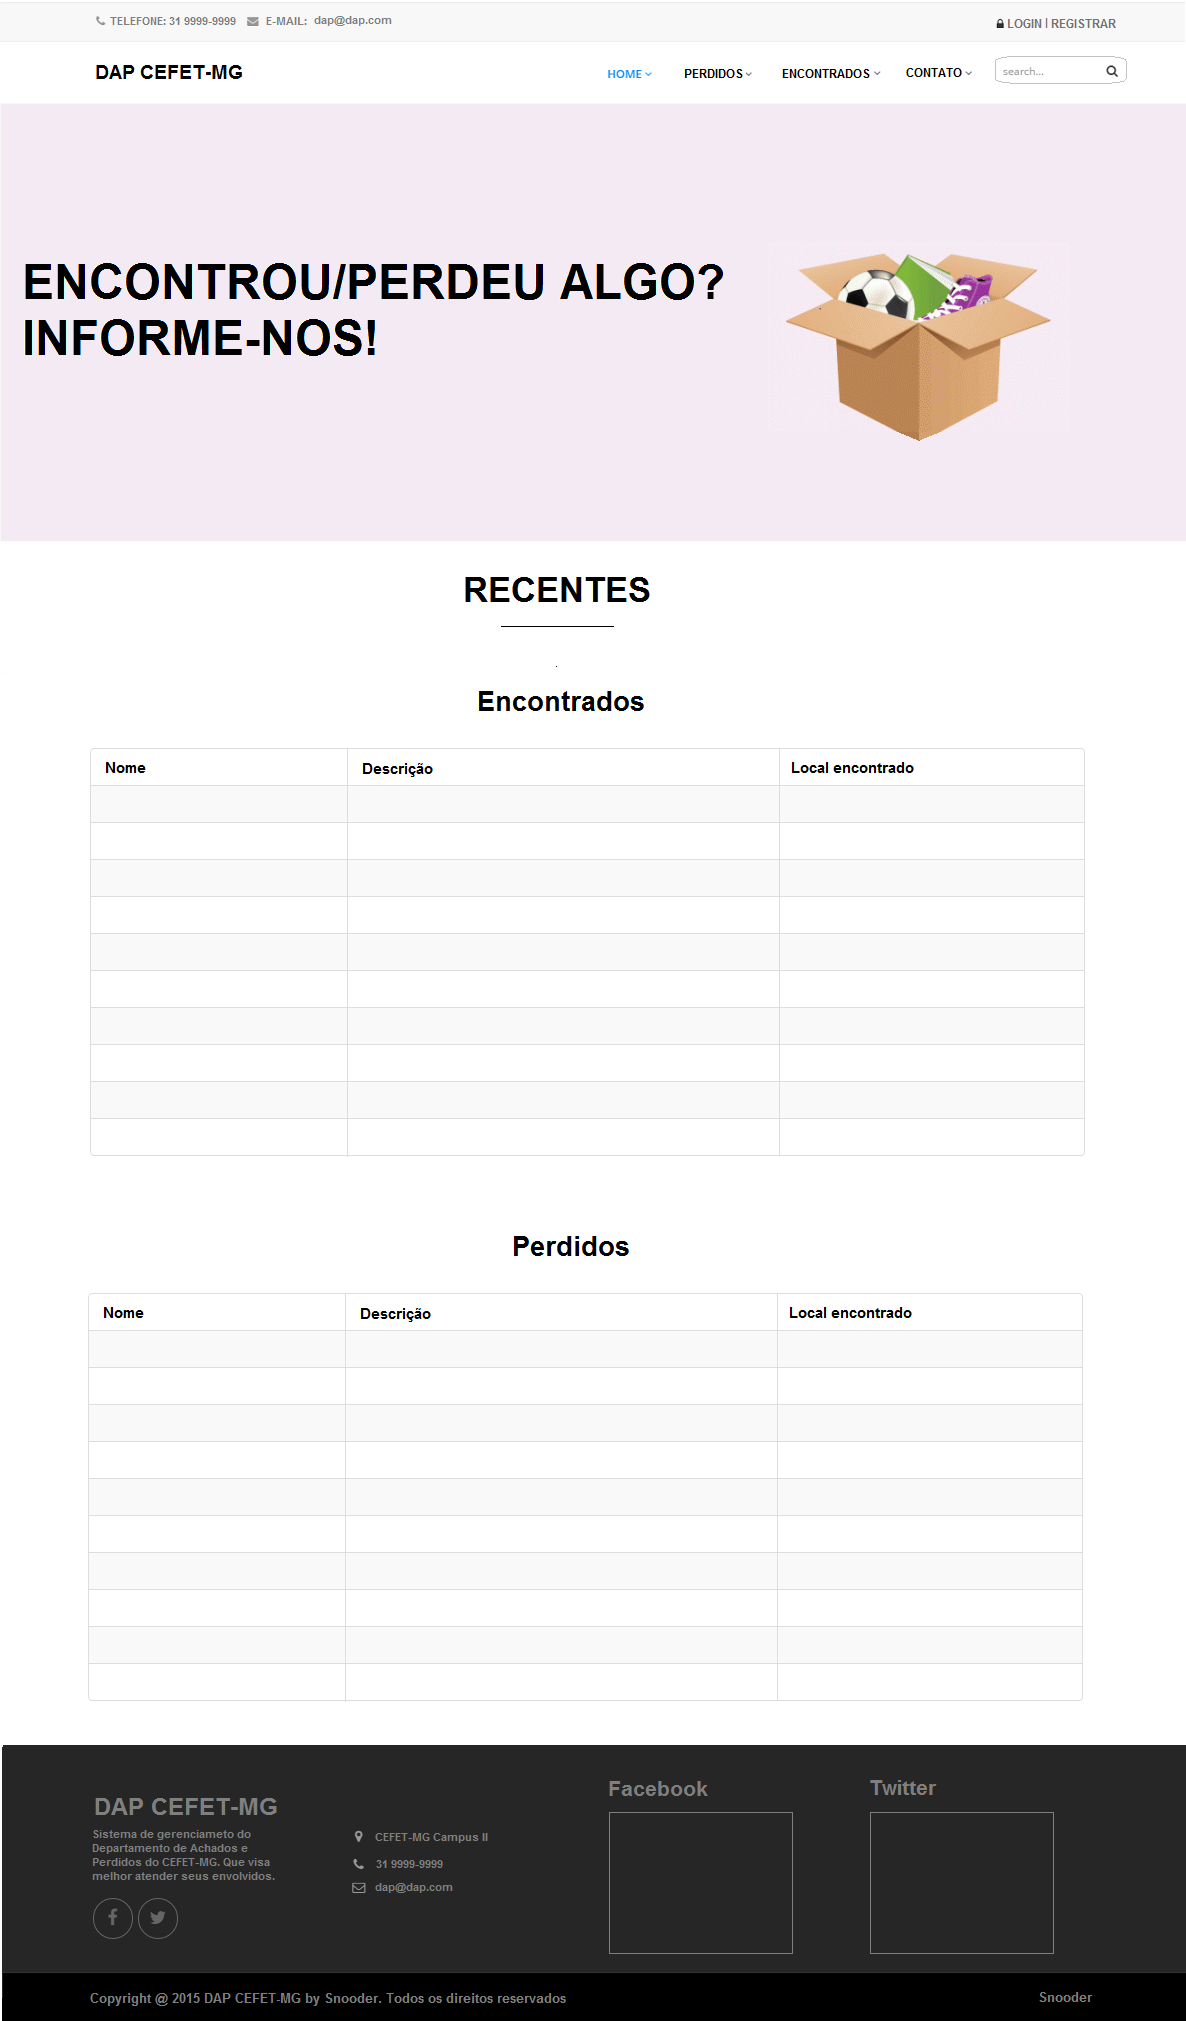 TELEFONE: 31 9999-9999 E-MAIL: dap@dap.com
LOGIN | REGISTRAR
DAP CEFET-MG
HOME PERDIDOS ENCONTRADOS CONTATO
search...
ENCONTROU/PERDEU ALGO?
INFORME-NOS!
RECENTES
.
Encontrados
Nome Descrição Local encontrado
Perdidos
Nome Descrição Local encontrado
DAP CEFET-MG
Sistema de gerenciameto do
Departamento de Achados e
Perdidos do CEFET-MG. Que visa
melhor atender seus envolvidos.
CEFET-MG Campus II
31 9999-9999
dap@dap.com
Facebook
Twitter
Copyright @ 2015 DAP CEFET-MG by Snooder. Todos os direitos reservados
Snooder